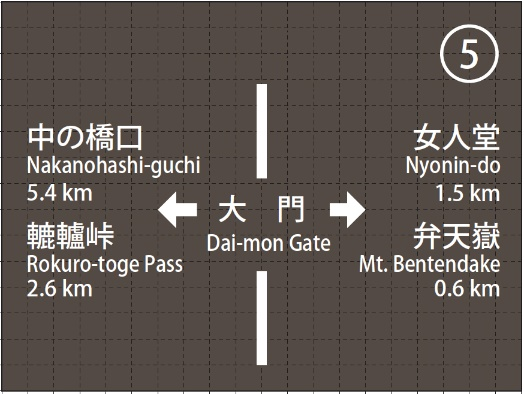 ⑤
中の橋口
Nakanohashi-guchi
5.4 km
轆轤峠
Rokuro-toge Pass
2.6 km
大 門
Dai-mon Gate
女人堂
Nyonin-do
1.5 km
弁天嶽
Mt. Bentendake
0.6 km